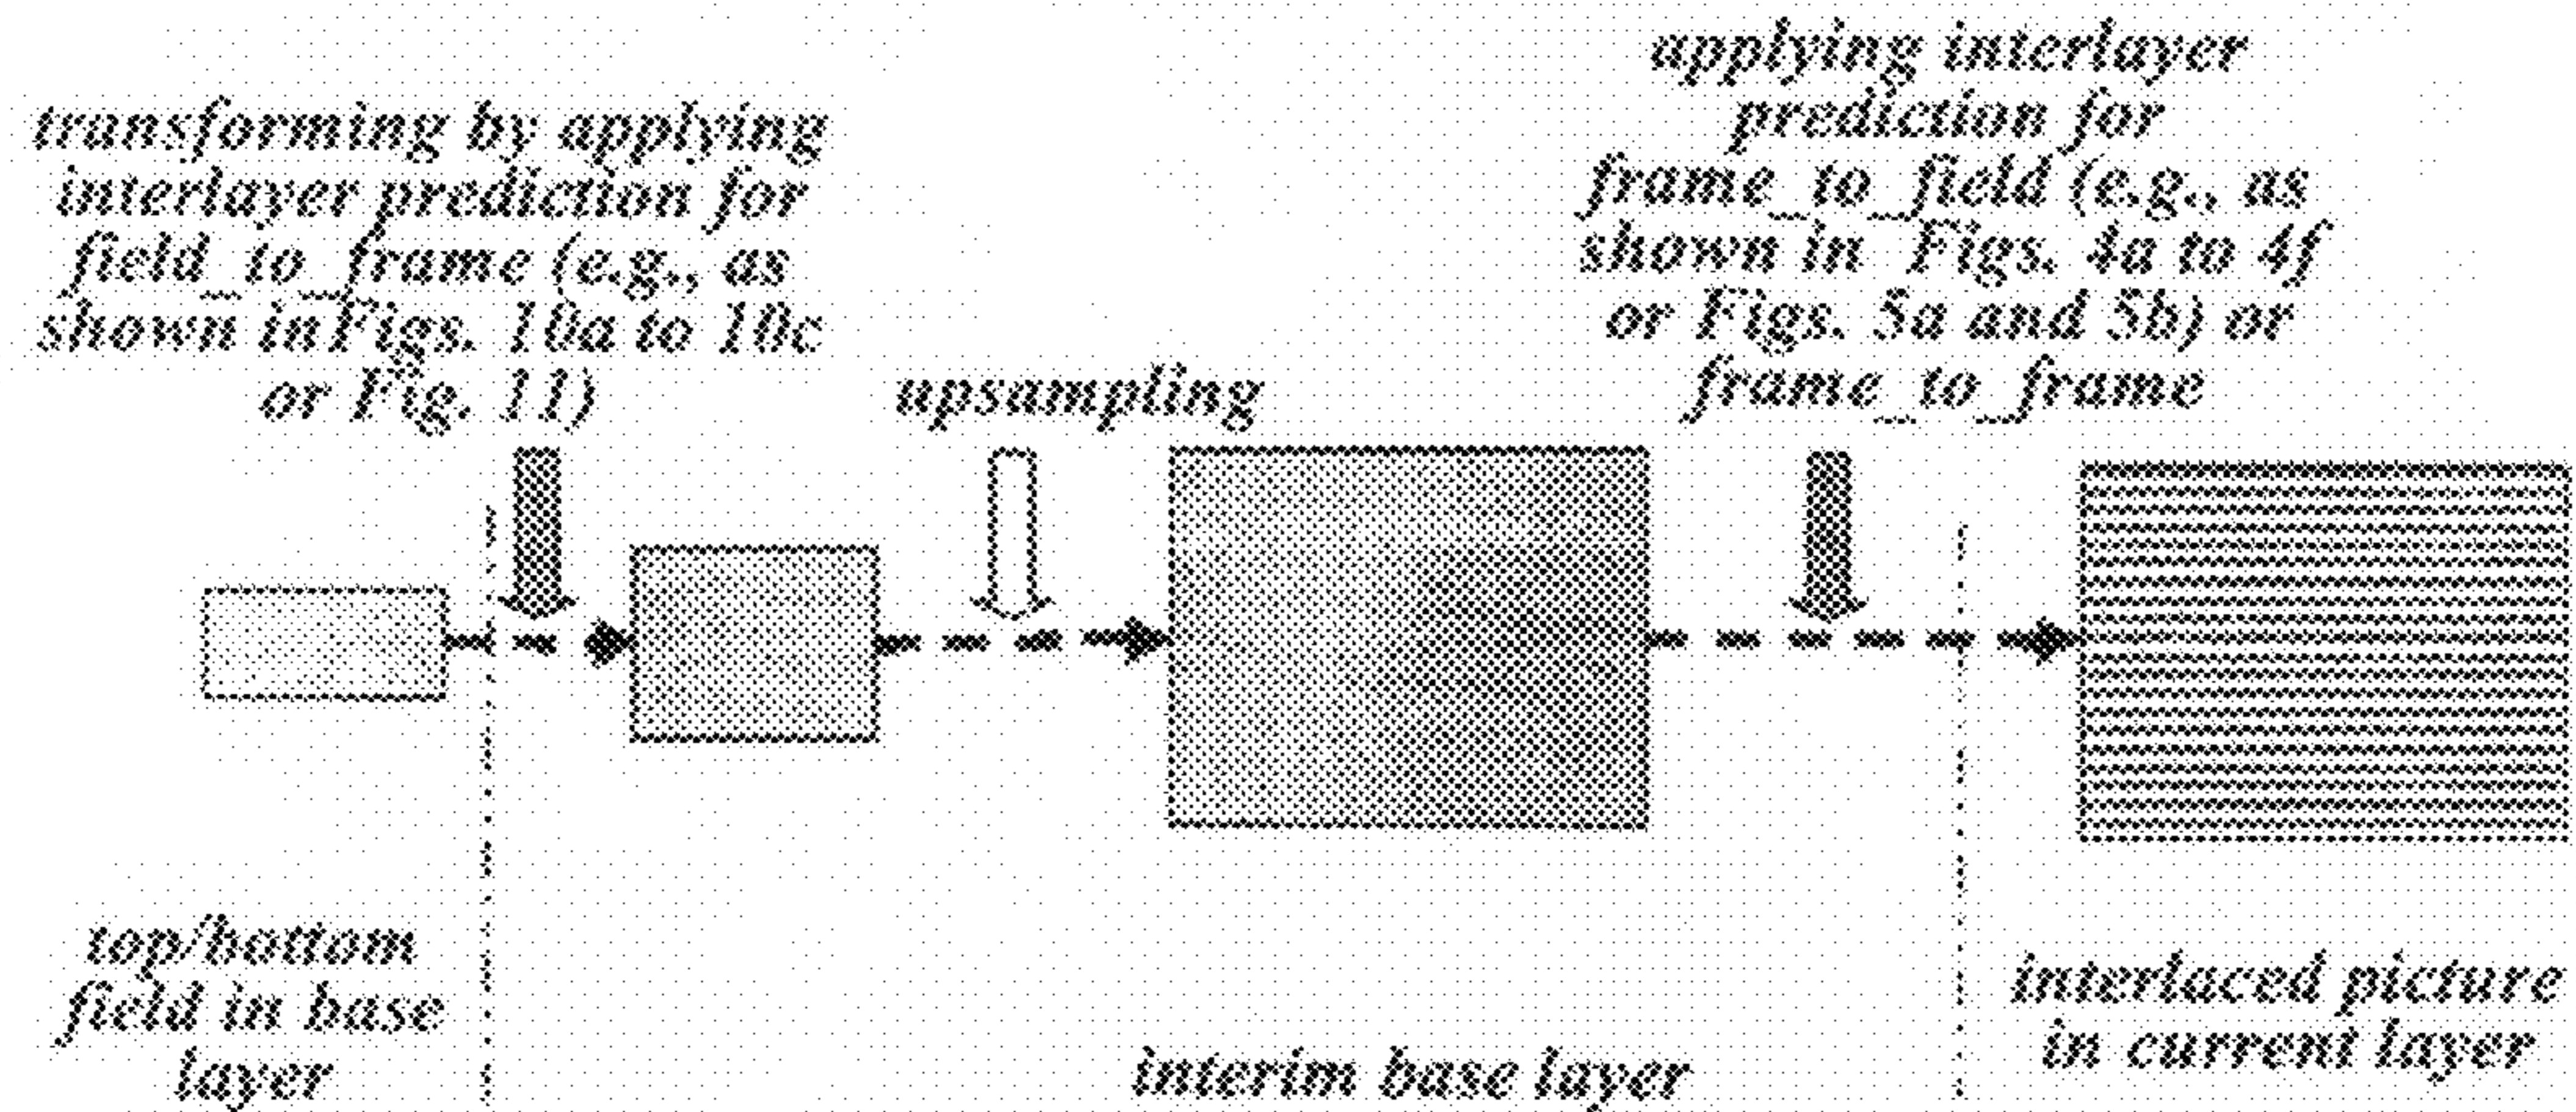 transforming by applying
interlayer prediction for
field_to_frame (e.g., as
shown inFigs. 10a to 10c
or Fig. 11)
upsampling
applying interlayer
prediction for
frame_to_field (e.g., as
shown in Figs. 4a to 4f
or Figs. 5a and 5b) or
frame_to_frame
top/bottom
field in base
layer
interim base layer
interlaced picture
in current layer